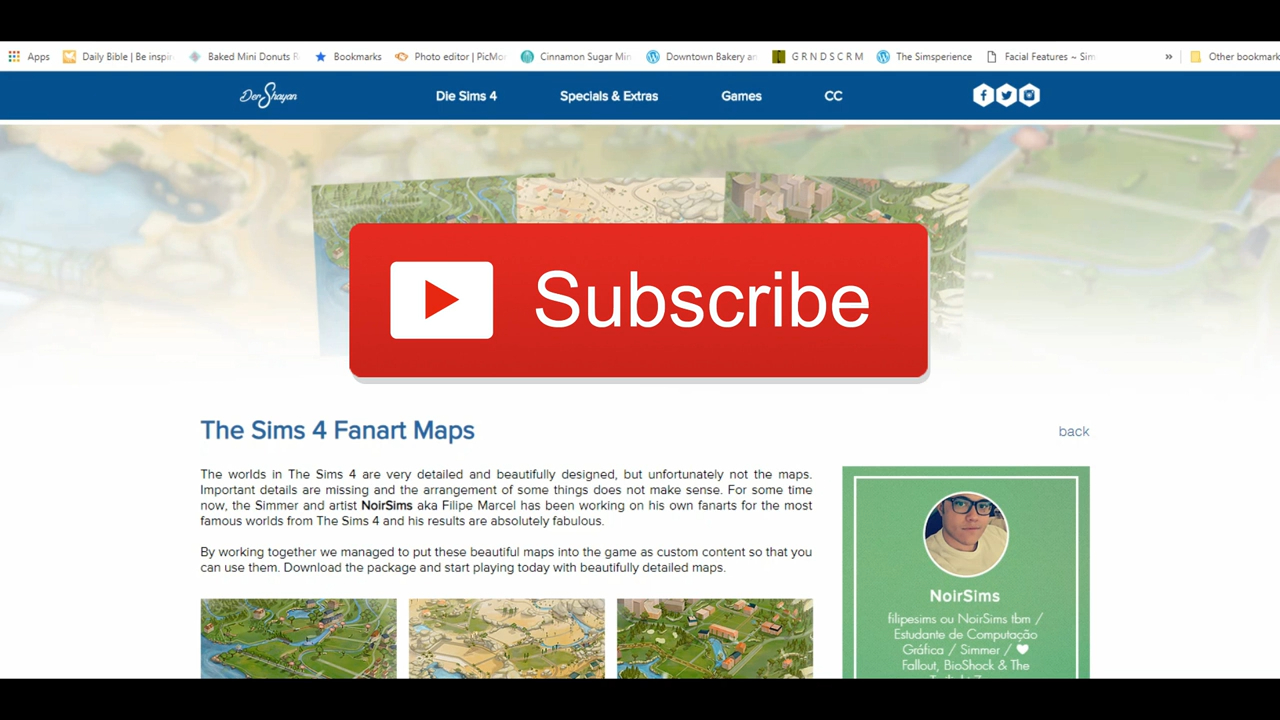 Apps Daily Bible | Be inspir Baked Mini Donuts R Bookmarks Photo editor | PicMo Cinnamon Sugar Min Downtown Bakery an G R N D S C R M The Simsperience Facial Features ~ Sim » Other bookmark
DerShayan Die Sims 4 Specials & Extras Games CC
Subscribe
The Sims 4 Fanart Maps
back
The worlds in The Sims 4 are very detailed and beautifully designed, but unfortunately not the maps.
Important details are missing and the arrangement of some things does not make sense. For some time
now, the Simmer and artist NoirSims aka Filipe Marcel has been working on his own fanarts for the most
famous worlds from The Sims 4 and his results are absolutely fabulous.
By working together we managed to put these beautiful maps into the game as custom content so that you
can use them. Download the package and start playing today with beautifully detailed maps.
NoirSims
filipesims ou NoirSims tbm /
Estudante de Computação
Gráfica / Simmer / ♥
Fallout, BioShock & The